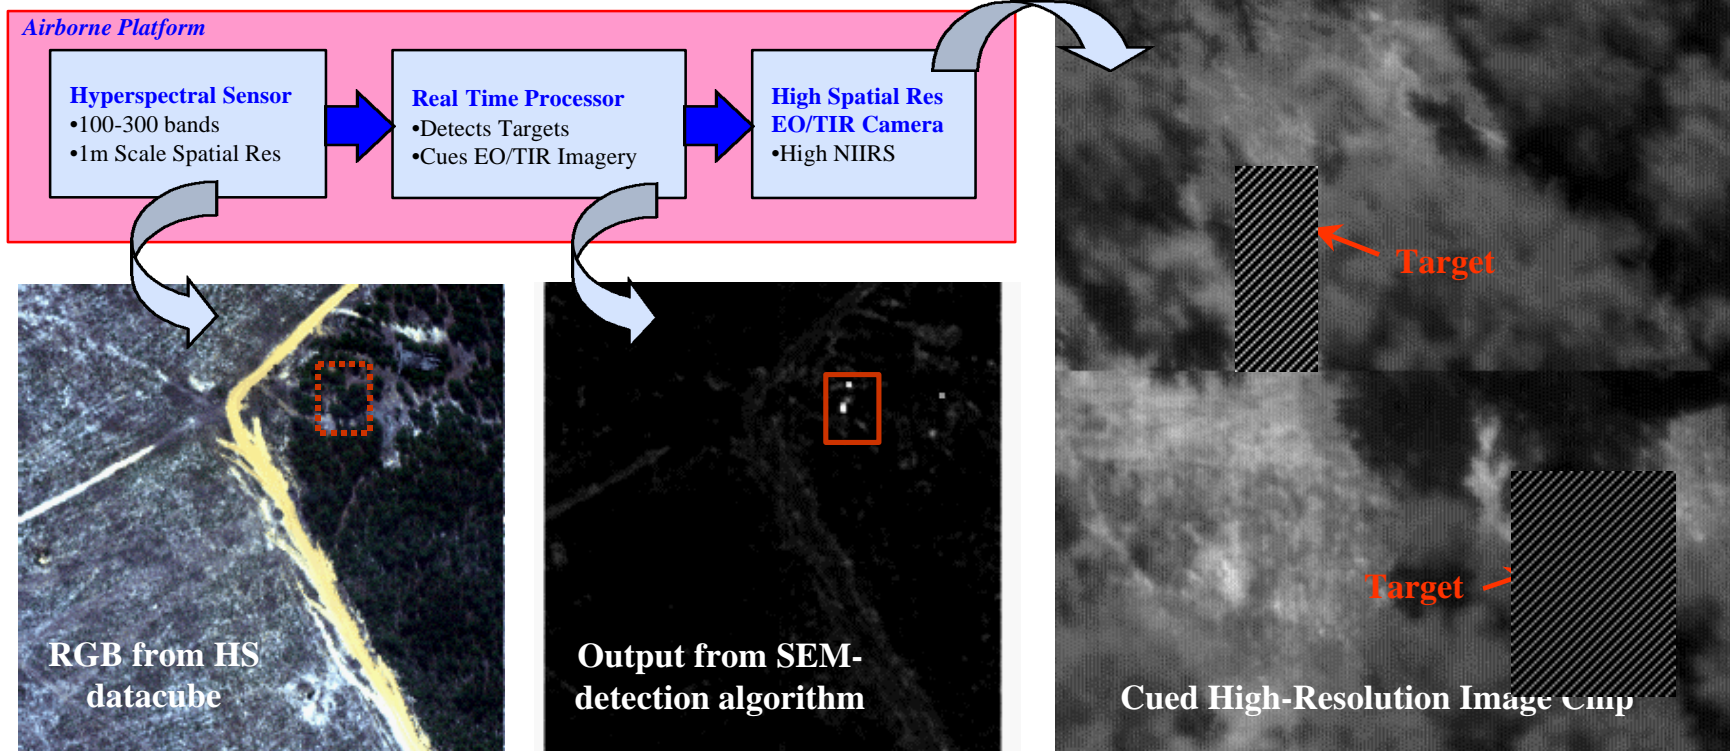 Airborne Platform
Hyperspectral Sensor
•100-300 bands
•1m Scale Spatial Res
Real Time Processor
•Detects Targets
•Cues EO/TIR Imagery
High Spatial Res
EO/TIR Camera
•High NIIRS
Target
Target
RGB from HS
datacube
Output from SEM-
detection algorithm
Cued High-Resolution Image Chip